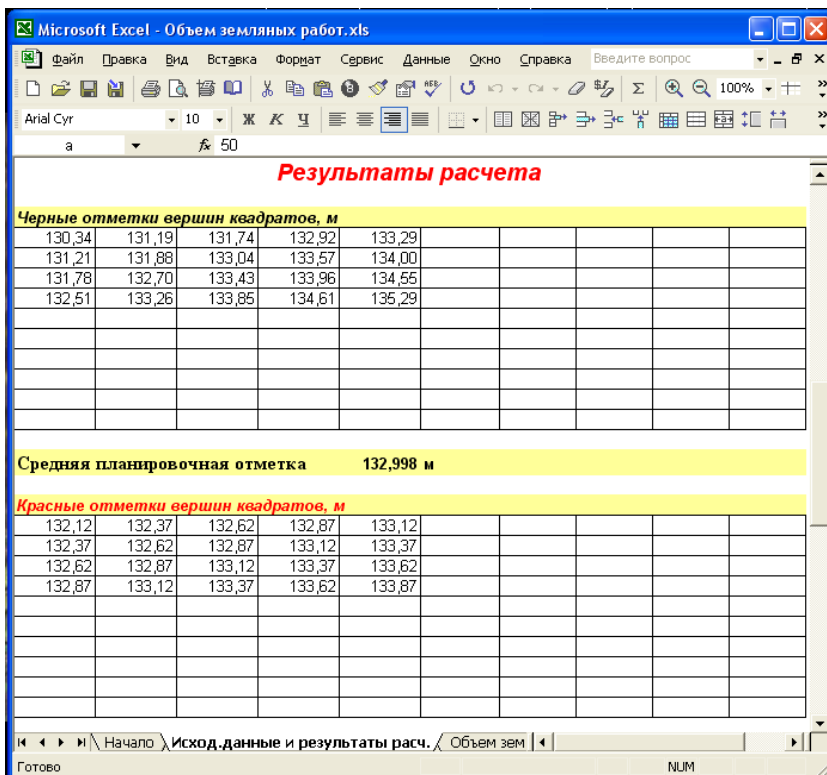 Microsoft Excel - Объем земляных работ.xls
Файл Правка Вид Вставка Формат Сервис Данные Окно Справка Введите вопрос
100%
Arial Cyr 10 Ж К Ч
а fx 50
Результаты расчета
Черные отметки вершин квадратов, м
130,34 131,19 131,74 132,92 133,29
131,21 131,88 133,04 133,57 134,00
131,78 132,70 133,43 133,96 134,55
132,51 133,26 133,85 134,61 135,29
Средняя планировочная отметка 132,998 м
Красные отметки вершин квадратов, м
132,12 132,37 132,62 132,87 133,12
132,37 132,62 132,87 133,12 133,37
132,62 132,87 133,12 133,37 133,62
132,87 133,12 133,37 133,62 133,87
Начало Исход.данные и результаты расч. Объем зем
Готово NUM